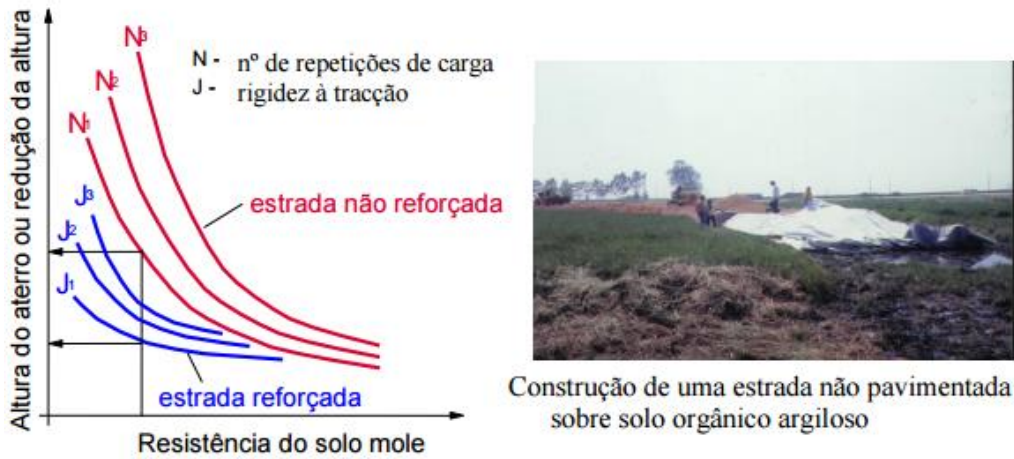 Altura do aterro ou redução da altura
N3
N2
N1
J3
J2
J1
N - nº de repetições de carga
J - rigidez à tracção
estrada não reforçada
estrada reforçada
Resistência do solo mole
Construção de uma estrada não pavimentada
sobre solo orgânico argiloso